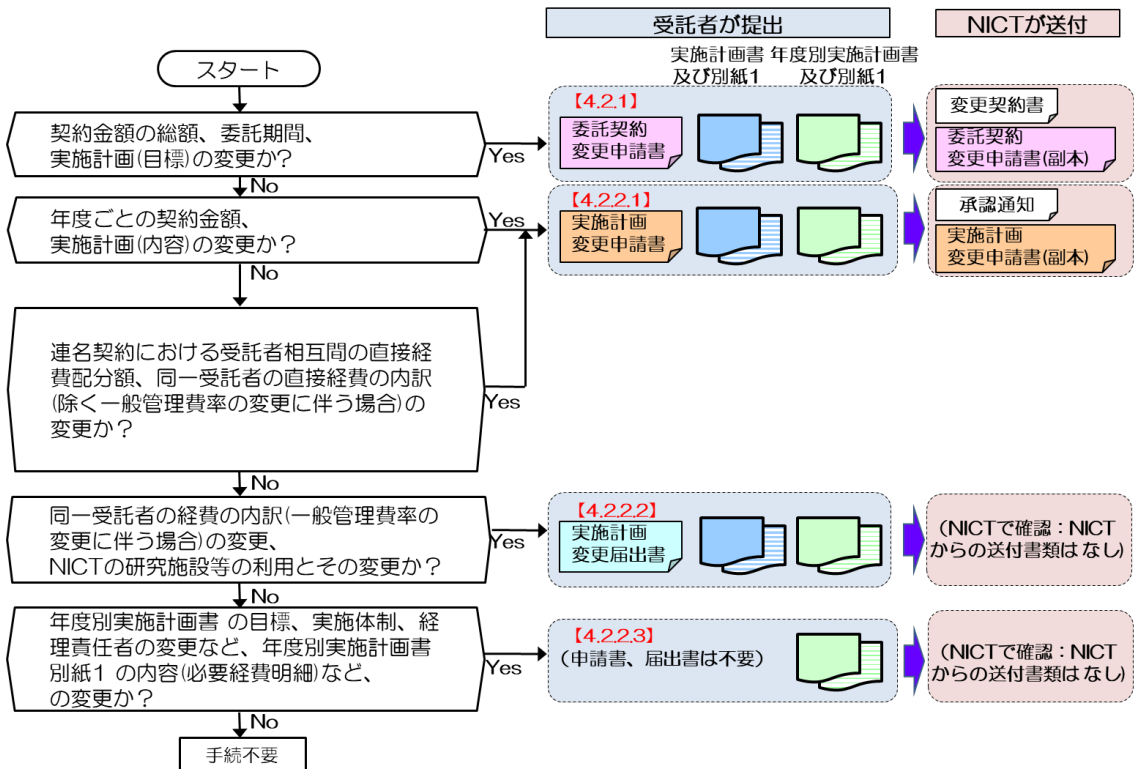 受託者が提出
NICTが送付
実施計画書
及び別紙1
年度別実施計画書
及び別紙1
スタート
契約金額の総額、委託期間、
実施計画(目標)の変更か?
Yes
【4.2.1】
委託契約
変更申請書
変更契約書
委託契約
変更申請書(副本)
No
年度ごとの契約金額、
実施計画(内容)の変更か？
Yes
【4.2.2.1】
実施計画
変更申請書
承認通知
実施計画
変更申請書(副本)
No
連名契約における受託者相互間の直接経
費配分額、同一受託者の直接経費の内訳
(除く一般管理費率の変更に伴う場合)の
変更か？
Yes
No
同一受託者の経費の内訳(一般管理費率の
変更に伴う場合)の変更、
NICTの研究施設等の利用とその変更か？
Yes
【4.2.2.2】
実施計画
変更届出書
(NICTで確認：NICT
からの送付書類はなし)
No
年度別実施計画書 の目標、実施体制、経
理責任者の変更など、年度別実施計画書
別紙1 の内容(必要経費明細)など、
の変更か？
Yes
【4.2.2.3】
(申請書、届出書は不要)
(NICTで確認：NICT
からの送付書類はなし)
No
手続不要